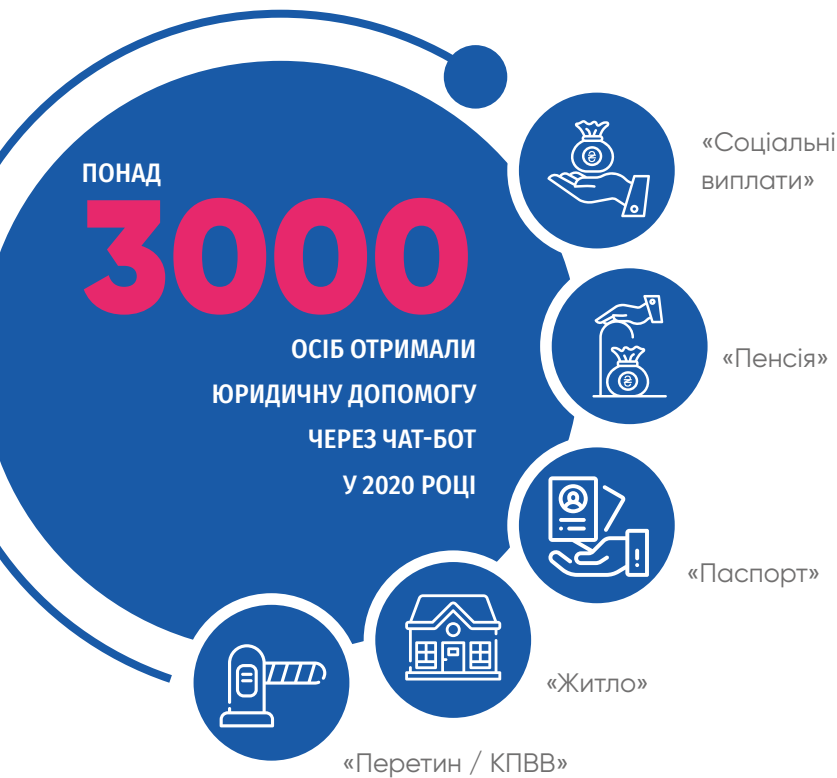 ПОНАД
3000
ОСІБ ОТРИМАЛИ
ЮРИДИЧНУ ДОПОМОГУ
ЧЕРЕЗ ЧАТ-БОТ
У 2020 РОЦІ
«Соціальні
виплати»
«Пенсія»
«Паспорт»
«Житло»
«Перетин / КПВВ»